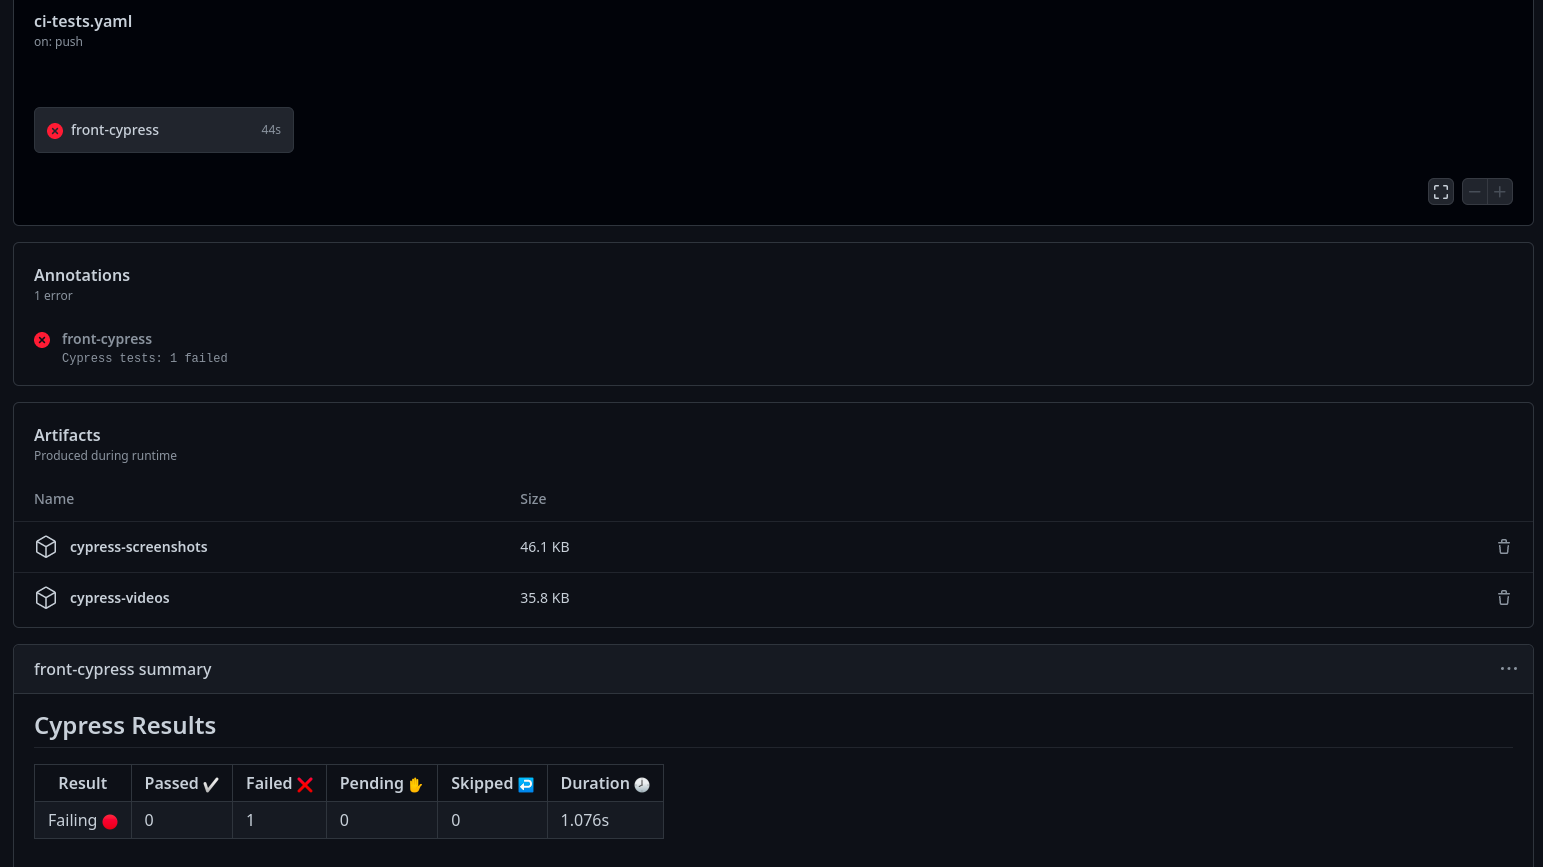 ci-tests.yaml
on: push
front-cypress 44s
Annotations
1 error
front-cypress
Cypress tests: 1 failed
Artifacts
Produced during runtime
Name Size
cypress-screenshots 46.1 KB
cypress-videos 35.8 KB
front-cypress summary
Cypress Results
Result Passed ✔️ Failed ❌ Pending ✋ Skipped ↩️ Duration 🕗
Failing 🔴 0 1 0 0 1.076s